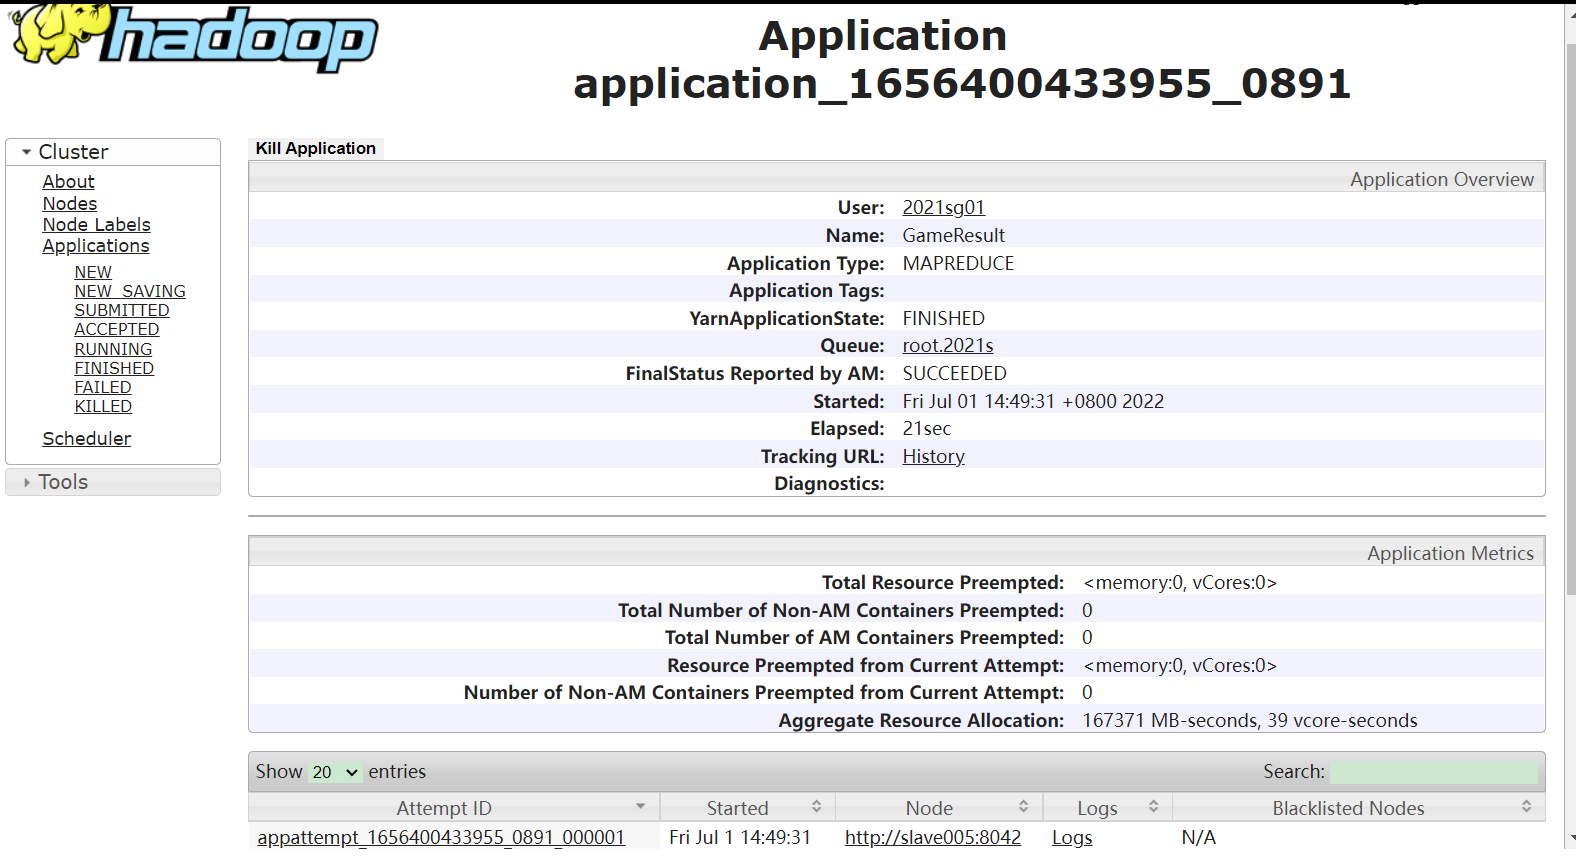 hadoop
Application
application_1656400433955_0891
Cluster
About
Nodes
Node Labels
Applications
NEW
NEW_SAVING
SUBMITTED
ACCEPTED
RUNNING
FINISHED
FAILED
KILLED
Scheduler
Tools
Kill Application
Application Overview
User: 2021sg01
Name: GameResult
Application Type: MAPREDUCE
Application Tags:
YarnApplicationState: FINISHED
Queue: root.2021s
FinalStatus Reported by AM: SUCCEEDED
Started: Fri Jul 01 14:49:31 +0800 2022
Elapsed: 21sec
Tracking URL: History
Diagnostics:
Application Metrics
Total Resource Preempted: <memory:0, vCores:0>
Total Number of Non-AM Containers Preempted: 0
Total Number of AM Containers Preempted: 0
Resource Preempted from Current Attempt: <memory:0, vCores:0>
Number of Non-AM Containers Preempted from Current Attempt: 0
Aggregate Resource Allocation: 167371 MB-seconds, 39 vcore-seconds
Show 20 entries Search:
Attempt ID Started Node Logs Blacklisted Nodes
appattempt_1656400433955_0891_000001 Fri Jul 1 14:49:31 http://slave005:8042 Logs N/A